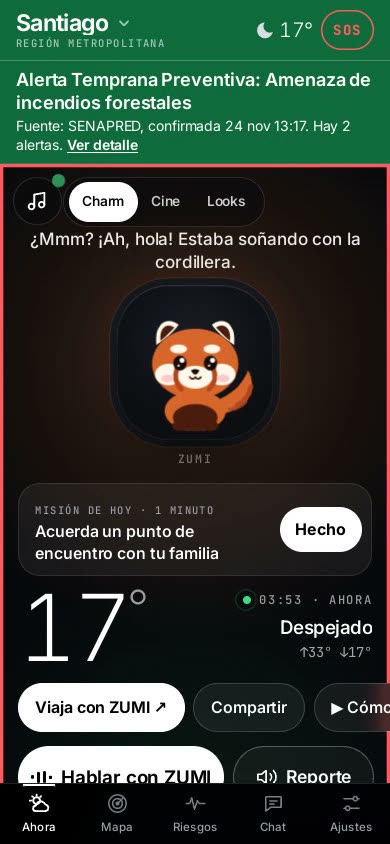 Santiago
REGIÓN METROPOLITANA
17°
SOS
Alerta Temprana Preventiva: Amenaza de
incendios forestales
Fuente: SENAPRED, confirmada 24 nov 13:17. Hay 2
alertas. Ver detalle
Charm
Cine
Looks
¿Mmm? ¡Ah, hola! Estaba soñando con la
cordillera.
ZUMI
MISIÓN DE HOY · 1 MINUTO
Acuerda un punto de
encuentro con tu familia
Hecho
17°
03:53 · AHORA
Despejado
↑33° ↓17°
Viaja con ZUMI ↗
Compartir
▶ Cómo
Hablar con ZUMI
Reporte
Ahora
Mapa
Riesgos
Chat
Ajustes